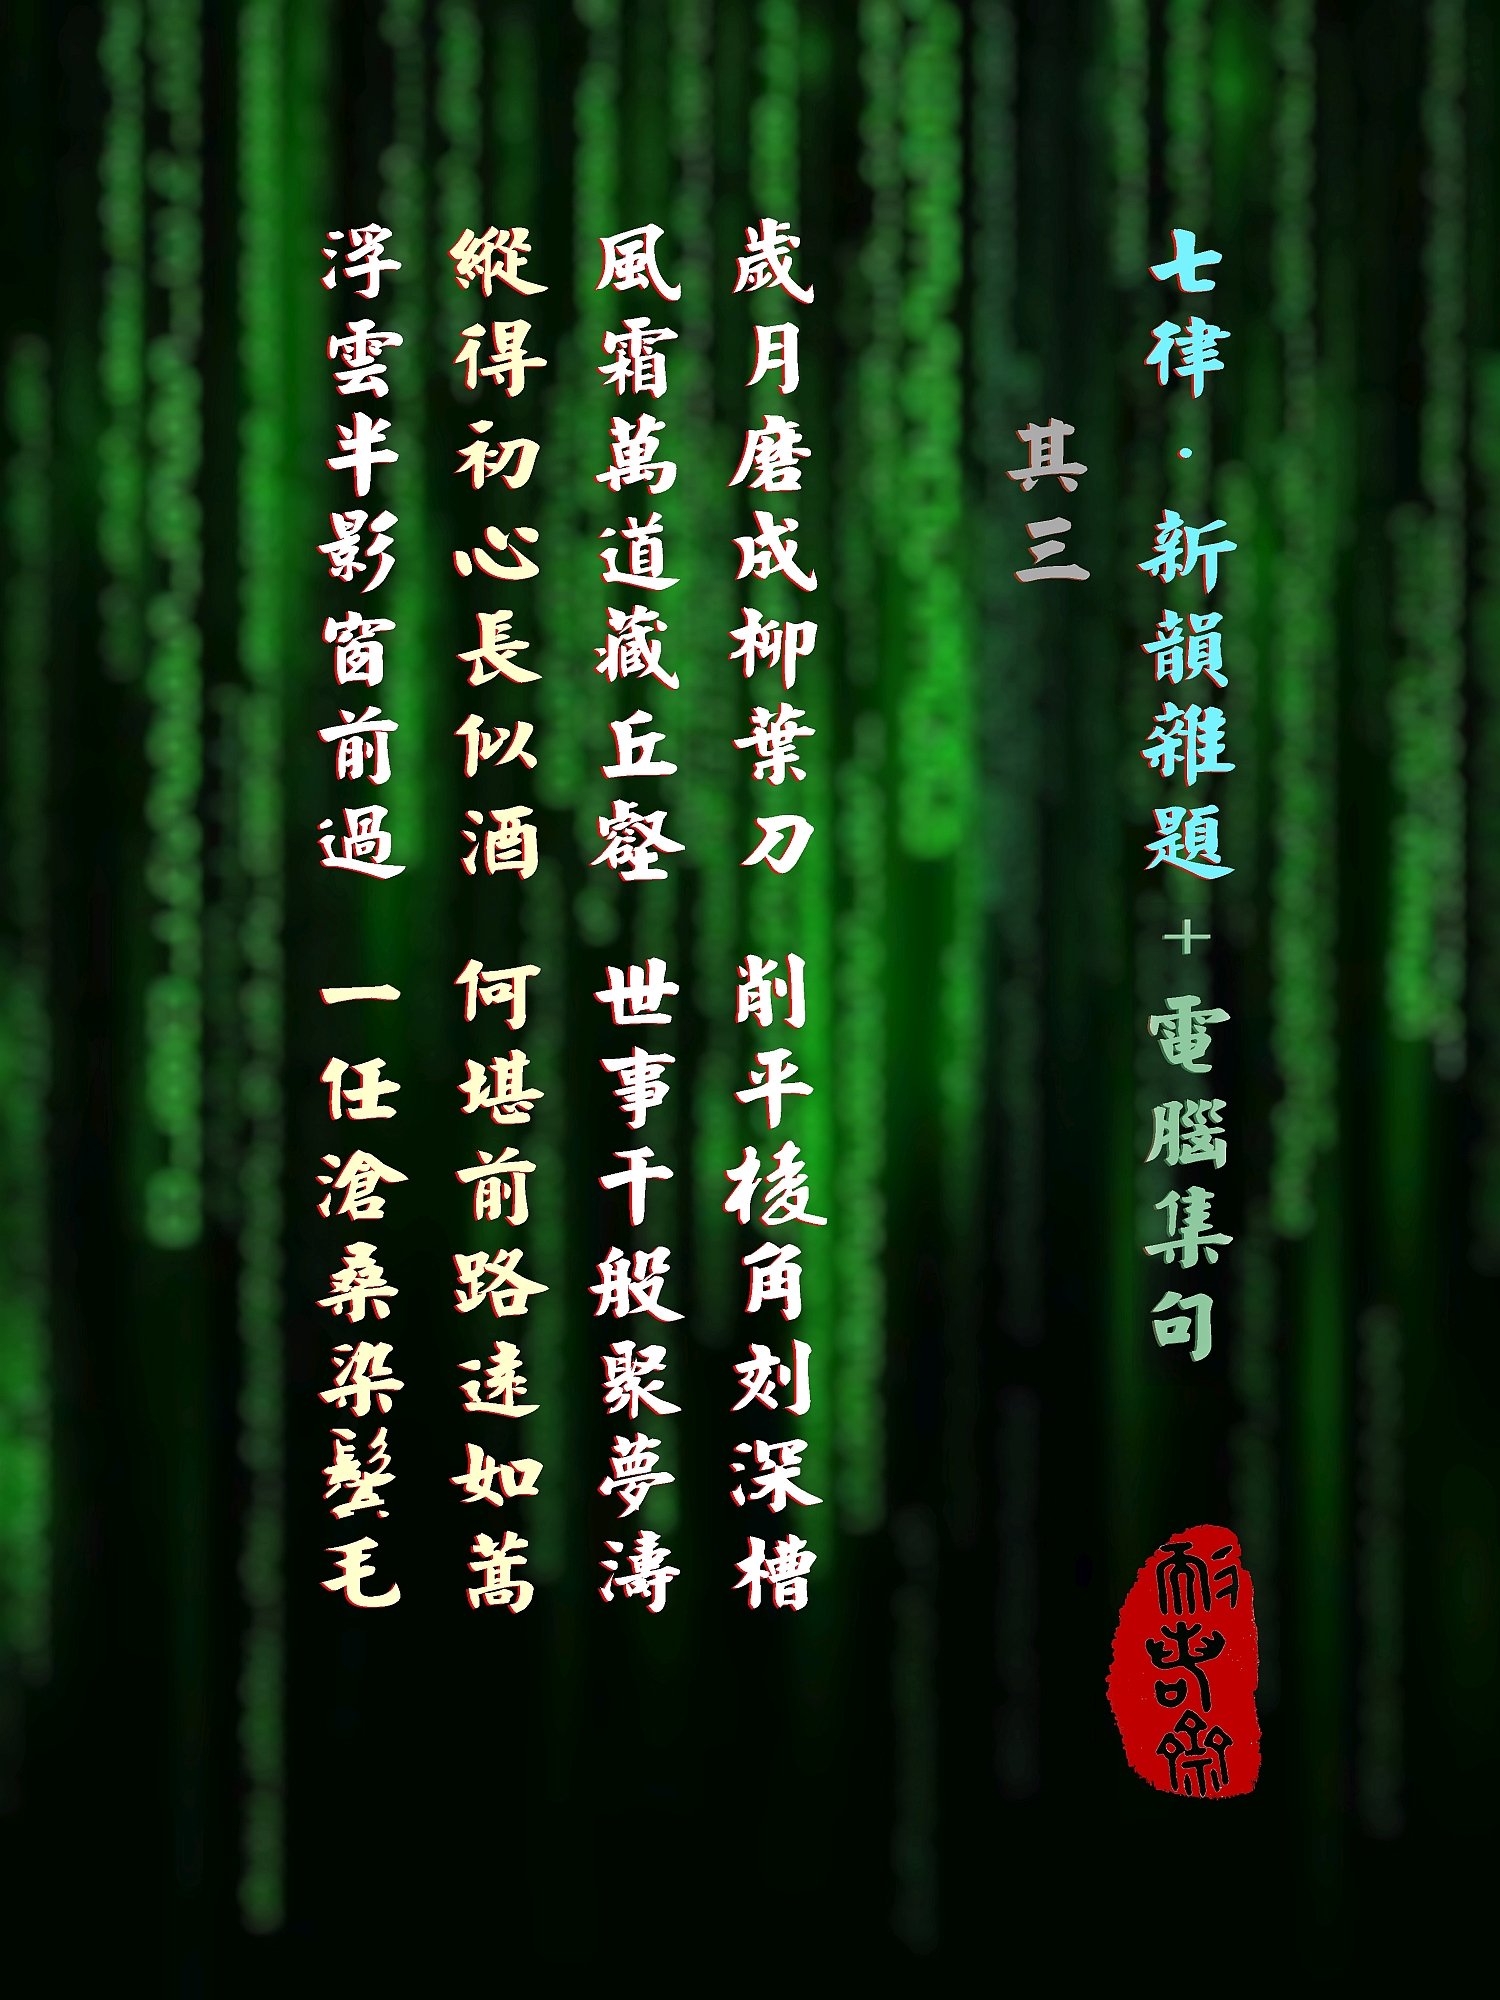 七律·新韻雜題+電腦集句
其三
歲月磨成柳葉刀 削平棱角刻深槽
風霜萬道藏丘壑 世事千般聚夢濤
縱得初心長似酒 何堪前路遠如蒿
浮雲半影窗前過 一任滄桑染鬓毛